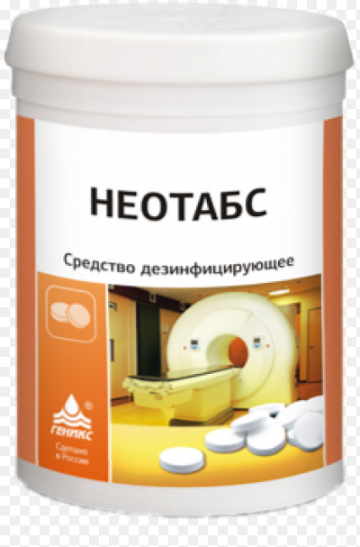 НЕОТАБС
Средство дезинфицирующее
®
ГЕНИКС
Сделано
в России